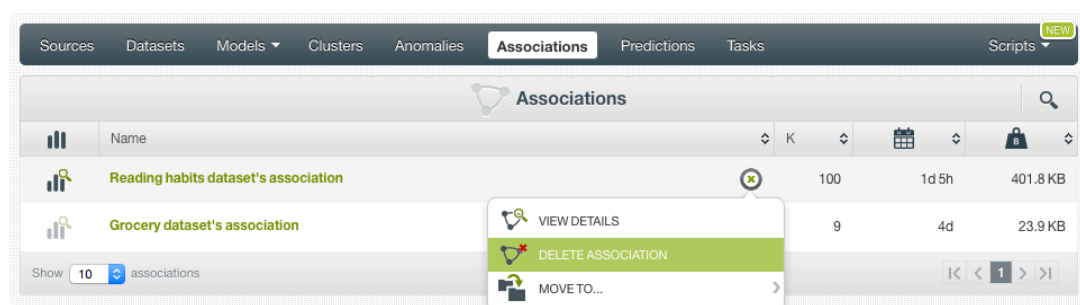 NEW
Sources Datasets Models Clusters Anomalies Associations Predictions Tasks Scripts
Associations
Name K B
Reading habits dataset's association 100 1d 5h 401.8 KB
VIEW DETAILS
Grocery dataset's association 9 4d 23.9 KB
DELETE ASSOCIATION
Show 10 associations 1
MOVE TO...